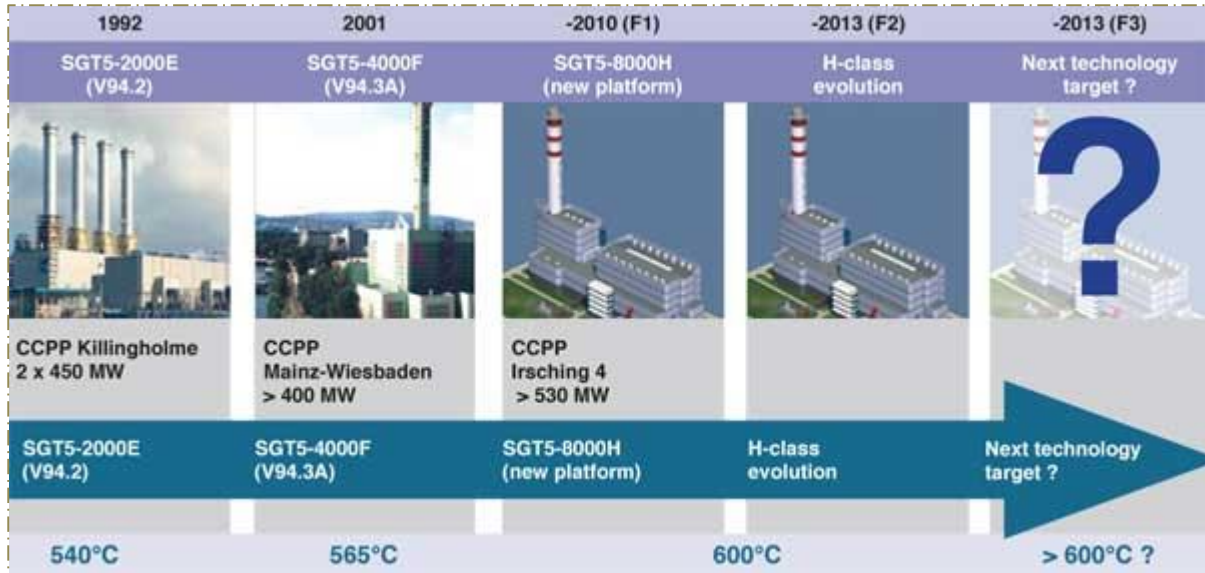 1992
2001
-2010 (F1)
-2013 (F2)
-2013 (F3)
SGT5-2000E
(V94.2)
SGT5-4000F
(V94.3A)
SGT5-8000H
(new platform)
H-class
evolution
Next technology
target ?
?
CCPP Killingholme
2 x 450 MW
CCPP
Mainz-Wiesbaden
> 400 MW
CCPP
Irsching 4
> 530 MW
SGT5-2000E
(V94.2)
SGT5-4000F
(V94.3A)
SGT5-8000H
(new platform)
H-class
evolution
Next technology
target ?
540°C
565°C
600°C
> 600°C ?